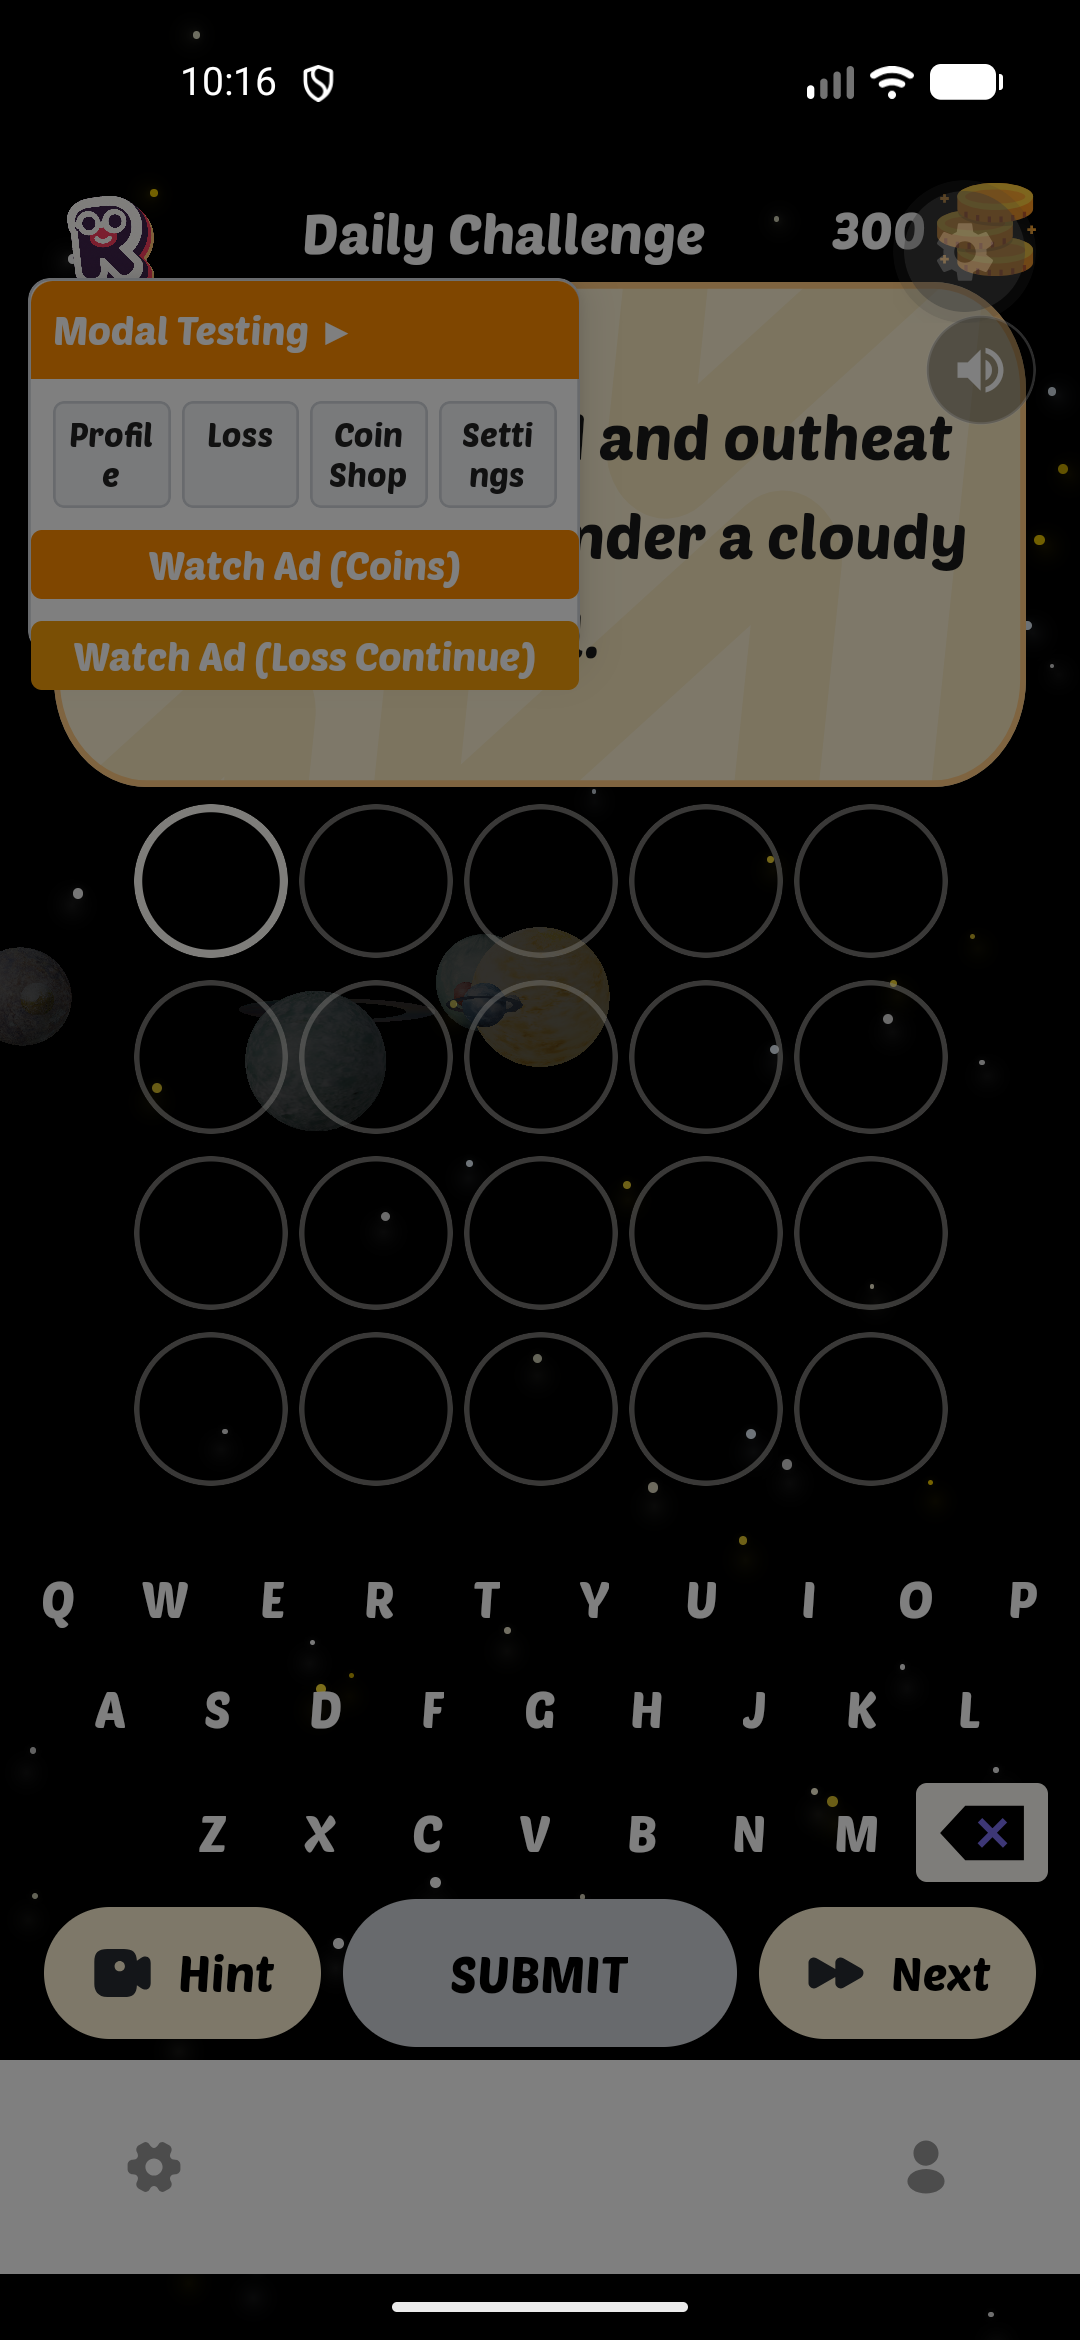 10:16
Daily Challenge
300
Modal Testing ►
Profil
e
Loss
Coin
Shop
Setti
ngs
and outheat
Watch Ad (Coins)
a cloudy
Watch Ad (Loss Continue)
Q W E R T Y U I O P
A S D F G H J K L
Z X C V B N M
Hint
SUBMIT
Next